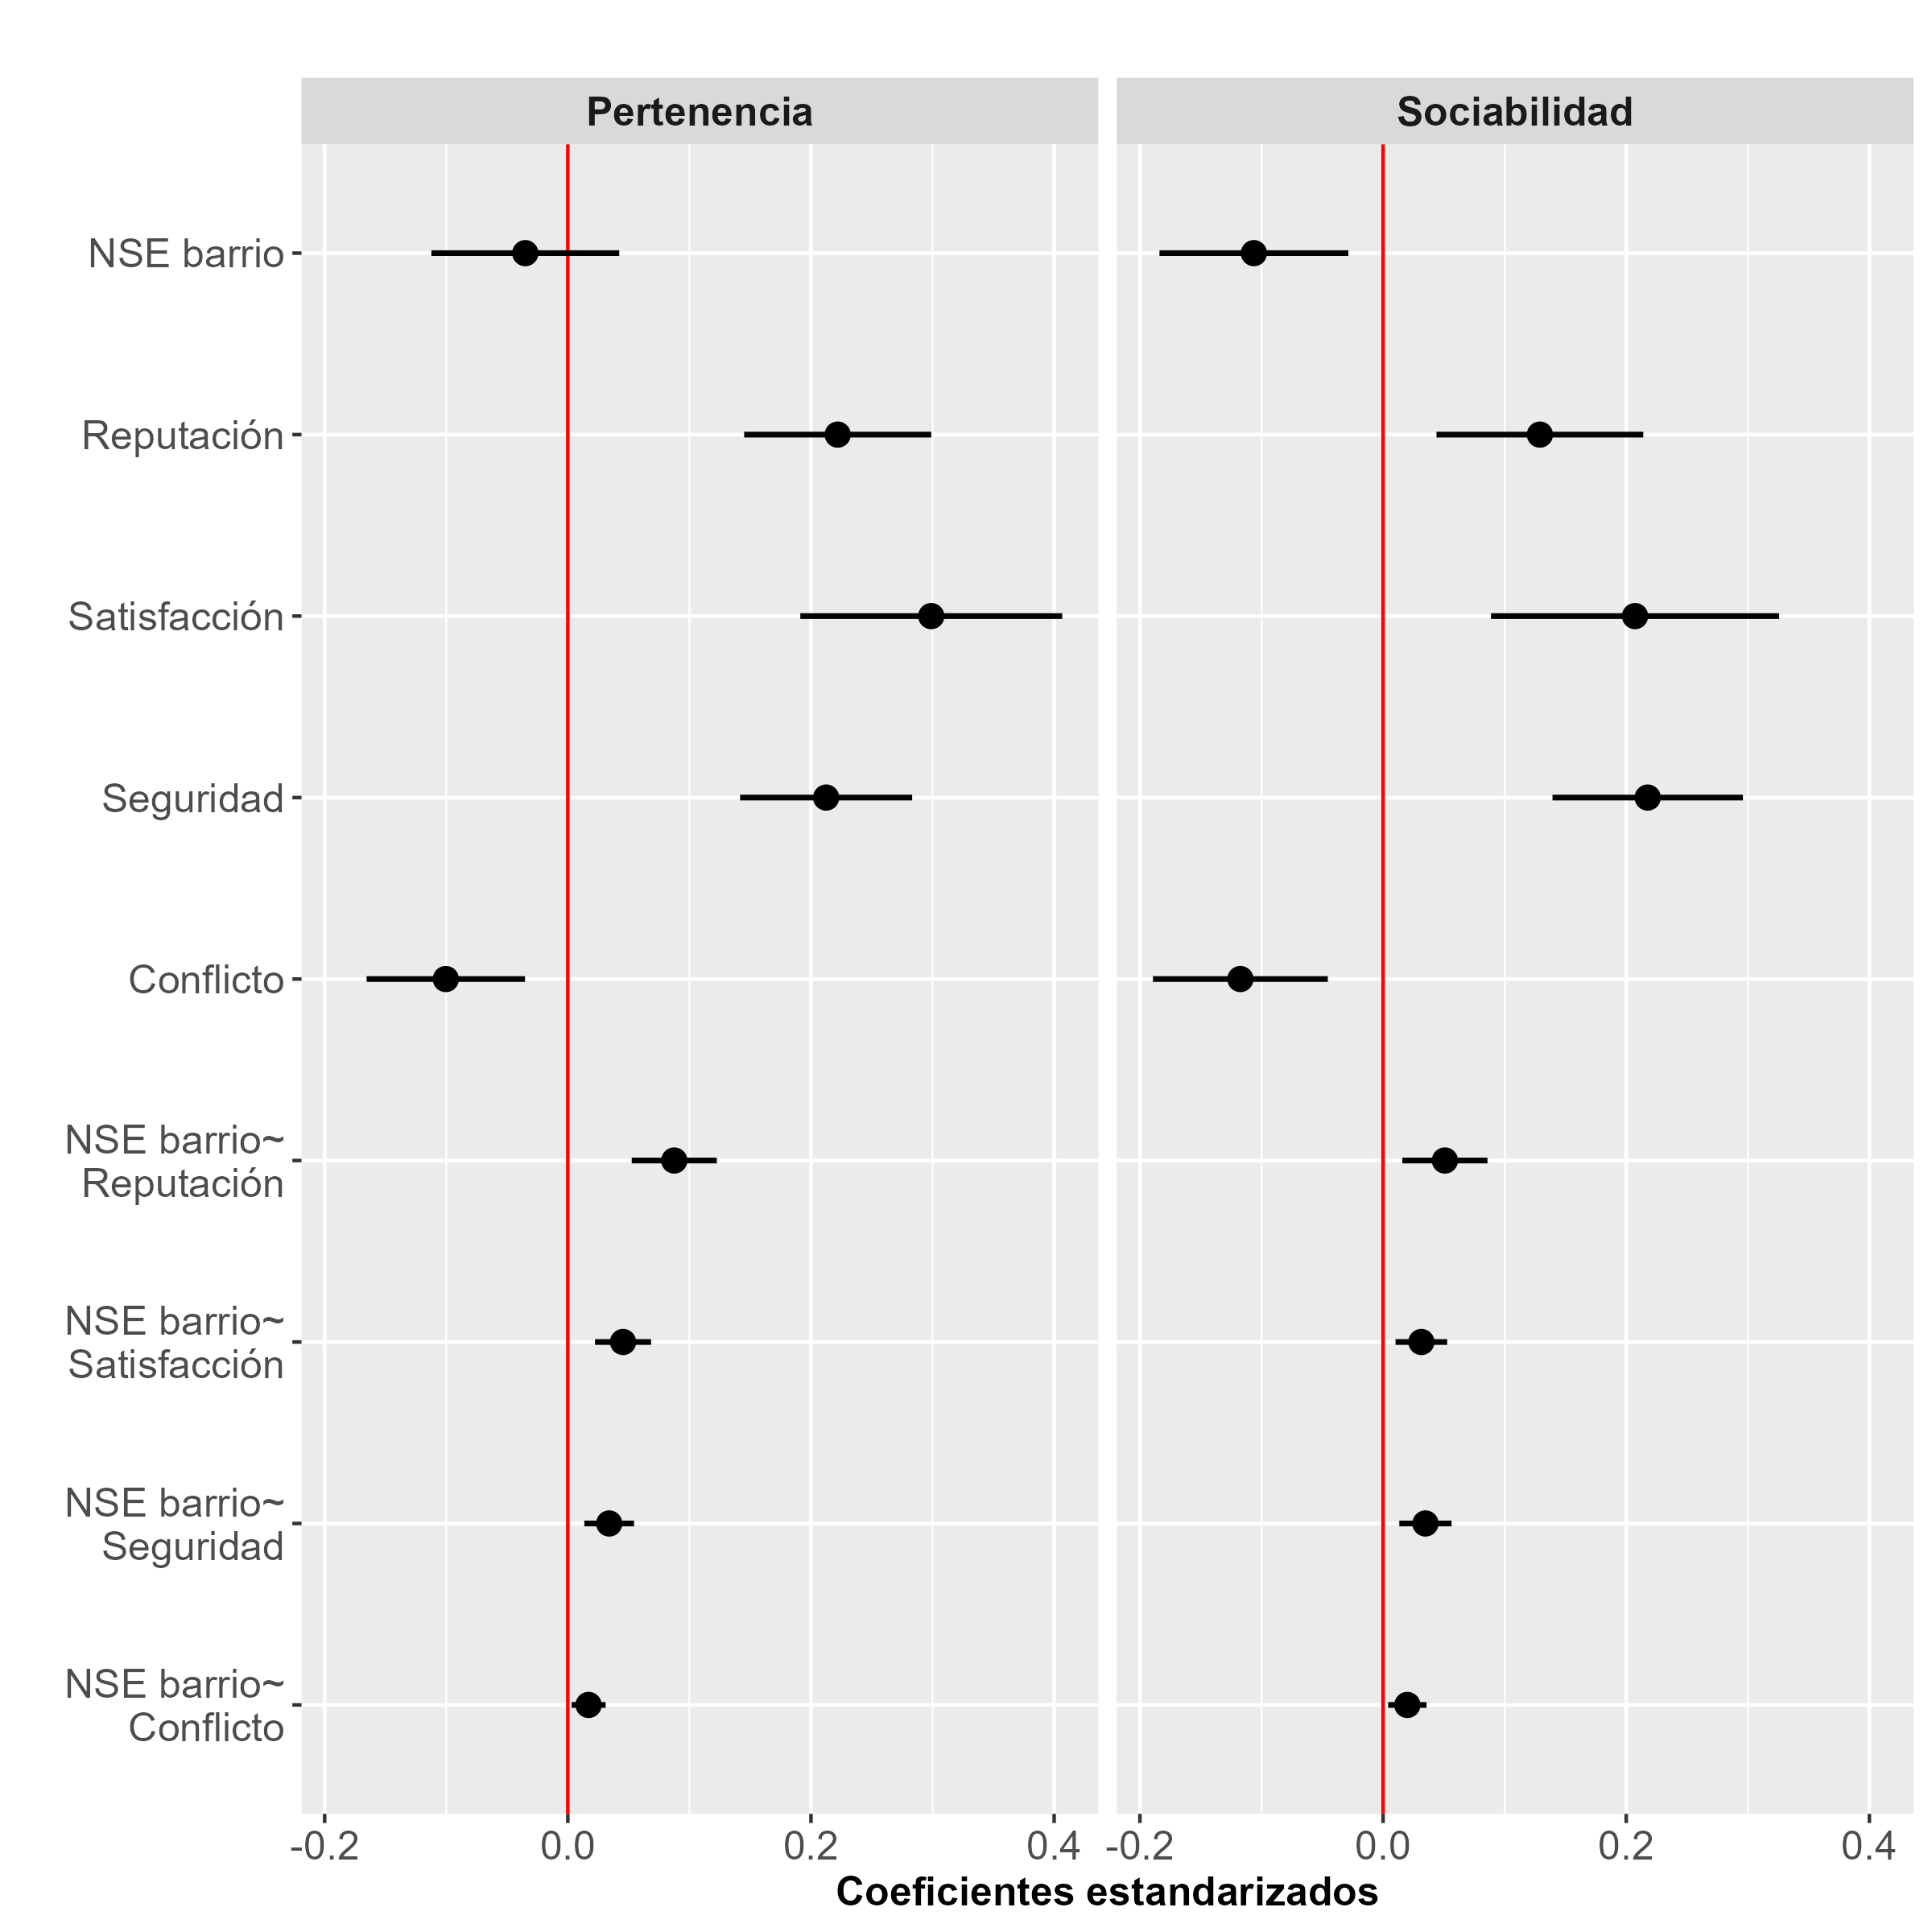 Pertenencia
Sociabilidad
NSE barrio
Reputación
Satisfacción
Seguridad
Conflicto
NSE barrio~
Reputación
NSE barrio~
Satisfacción
NSE barrio~
Seguridad
NSE barrio~
Conflicto
-0.2 0.0 0.2 0.4 -0.2 0.0 0.2 0.4
Coeficientes estandarizados